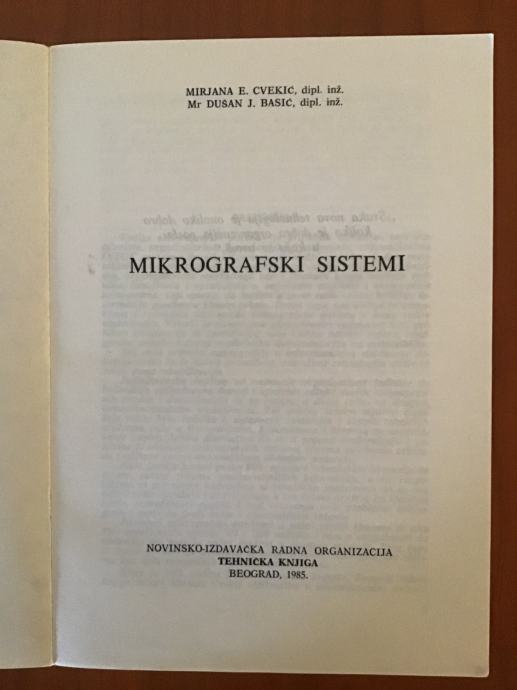 MIRJANA E. CVEKIĆ, dipl. inž.
Mr DUŠAN J. BASIĆ, dipl. inž.
MIKROGRAFSKI SISTEMI
NOVINSKO-IZDAVAČKA RADNA ORGANIZACIJA
TEHNIČKA KNJIGA
BEOGRAD, 1985.